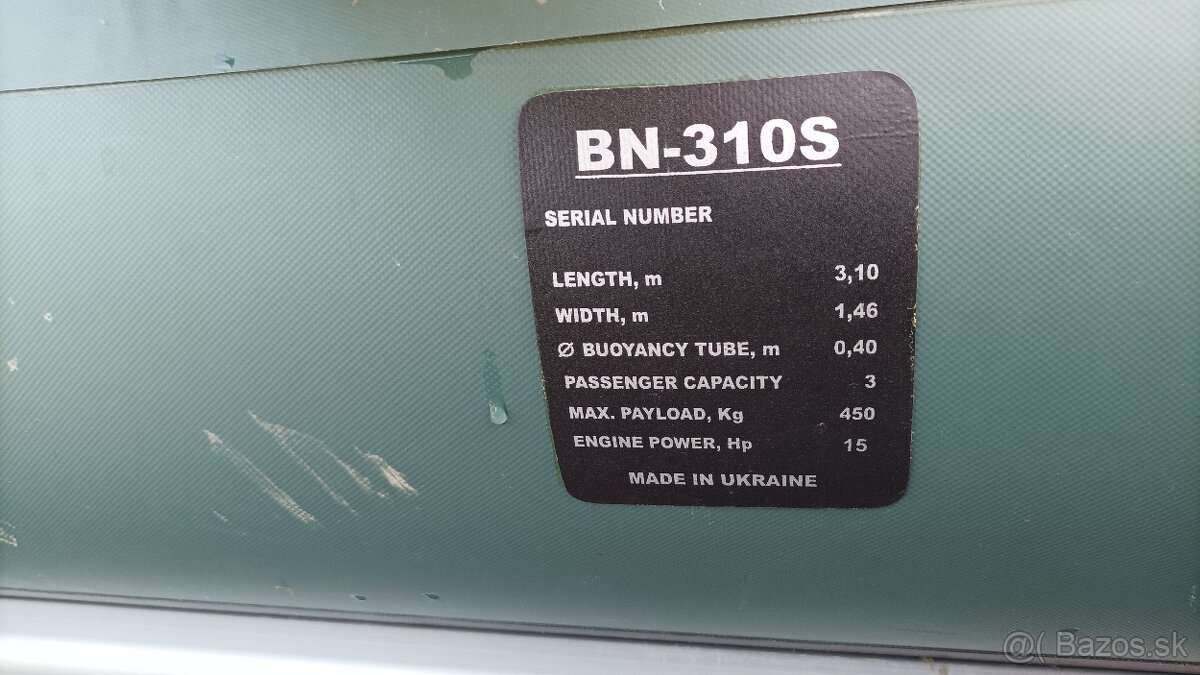 BN-310S
SERIAL NUMBER
LENGTH, m 3,10
WIDTH, m 1,46
Ø BUOYANCY TUBE, m 0,40
PASSENGER CAPACITY 3
MAX. PAYLOAD, Kg 450
ENGINE POWER, Hp 15
MADE IN UKRAINE
@( Bazos.sk